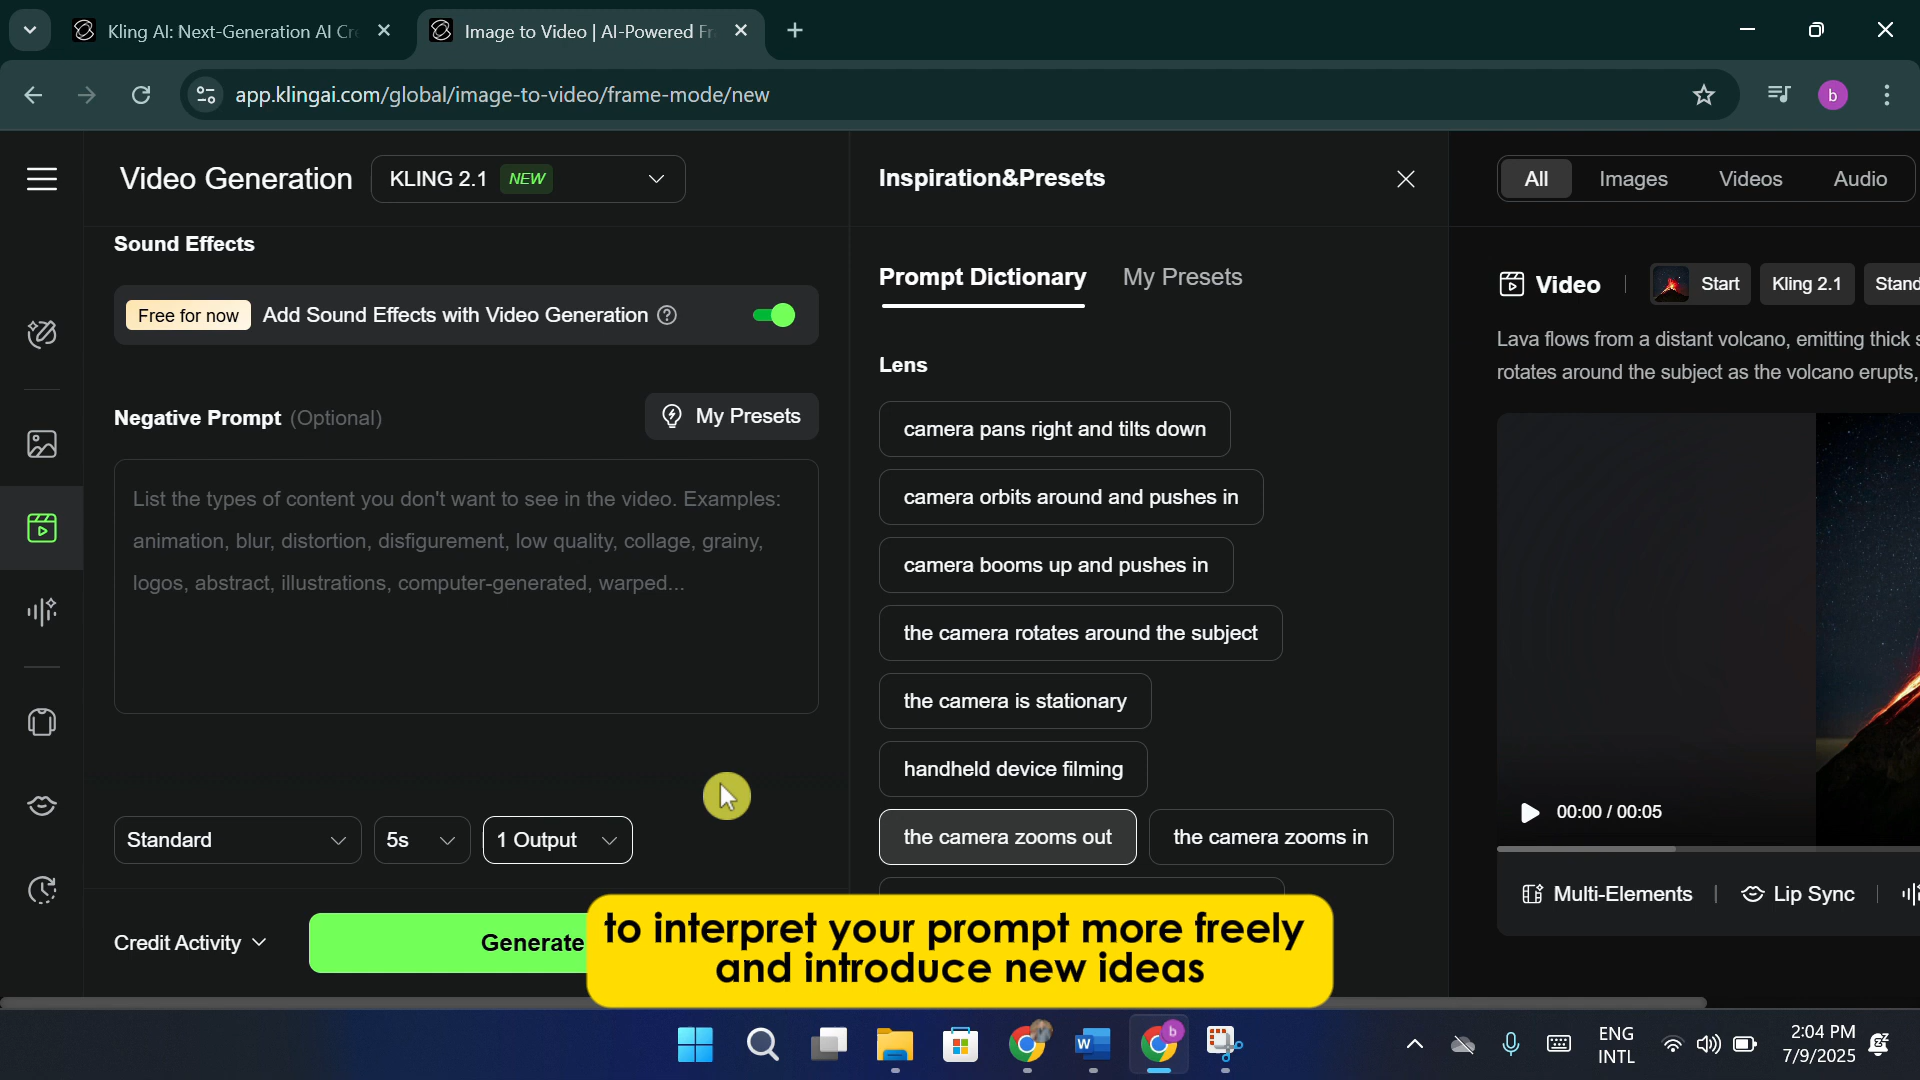 Kling AI: Next-Generation AI Cr
Image to Video | AI-Powered Fr
app.klingai.com/global/image-to-video/frame-mode/new
b
Video Generation
KLING 2.1 NEW
Inspiration&Presets
All
Images
Videos
Audio
Sound Effects
Free for now
Add Sound Effects with Video Generation
Prompt Dictionary
My Presets
Video
Start
Kling 2.1
Stand
Lava flows from a distant volcano, emitting thick s
rotates around the subject as the volcano erupts,
Lens
Negative Prompt (Optional)
My Presets
camera pans right and tilts down
List the types of content you don't want to see in the video. Examples:
animation, blur, distortion, disfigurement, low quality, collage, grainy,
logos, abstract, illustrations, computer-generated, warped...
camera orbits around and pushes in
camera booms up and pushes in
the camera rotates around the subject
the camera is stationary
handheld device filming
the camera zooms out
the camera zooms in
00:00 / 00:05
Standard
5s
1 Output
Multi-Elements
Lip Sync
Credit Activity
Generate
to interpret your prompt more freely
and introduce new ideas
W
b
ENG
INTL
2:04 PM
7/9/2025